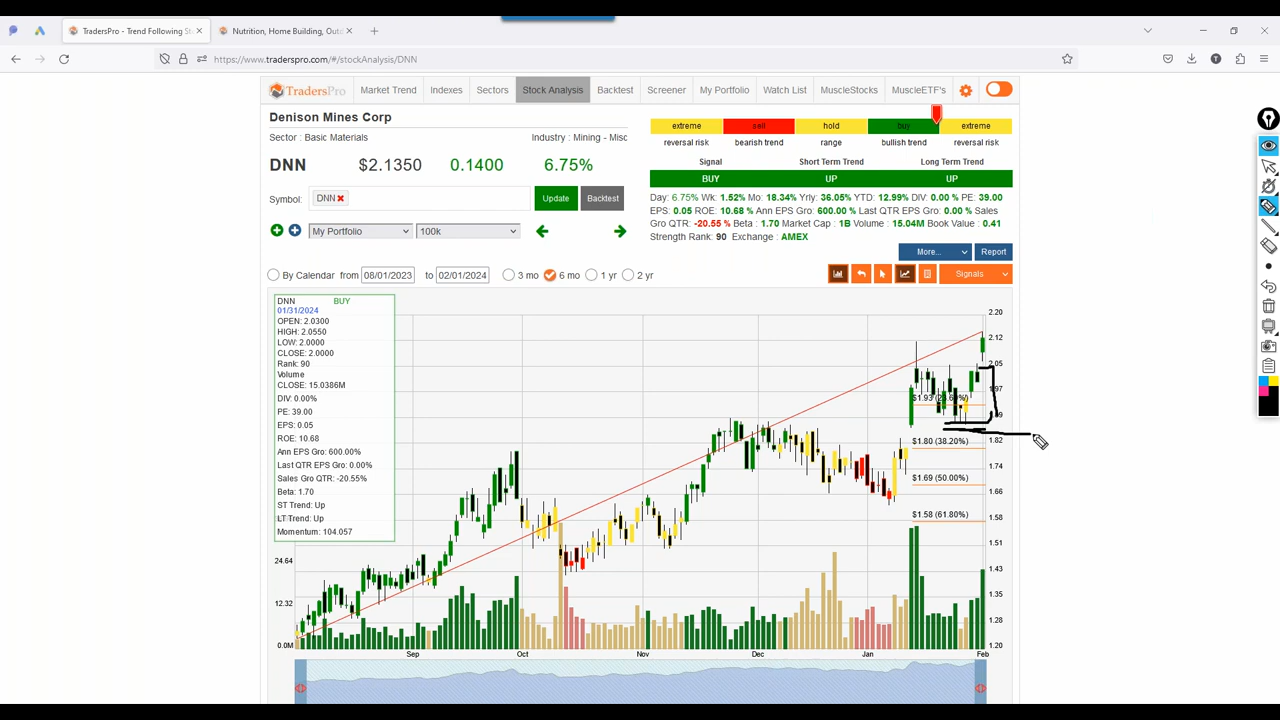 TradersPro - Trend Following St
Nutrition, Home Building, Outd
https://www.traderspro.com/#/stockAnalysis/DNN
TradersPro Market Trend Indexes Sectors Stock Analysis Backtest Screener My Portfolio Watch List MuscleStocks MuscleETF's
Denison Mines Corp
Sector : Basic Materials Industry : Mining - Misc
DNN $2.1350 0.1400 6.75%
Symbol: DNN Update Backtest
My Portfolio 100k
extreme sell hold buy extreme
reversal risk bearish trend range bullish trend reversal risk
Signal Short Term Trend Long Term Trend
BUY UP UP
Day: 6.75% Wk: 1.52% Mo: 18.34% Yrly: 36.05% YTD: 12.99% DIV: 0.00 % PE: 39.00
EPS: 0.05 ROE: 10.68 % Ann EPS Gro: 600.00 % Last QTR EPS Gro: 0.00 % Sales
Gro QTR: -20.55 % Beta : 1.70 Market Cap : 1B Volume : 15.04M Book Value : 0.41
Strength Rank: 90 Exchange : AMEX
More... Report
By Calendar from 08/01/2023 to 02/01/2024 3 mo 6 mo 1 yr 2 yr Signals
DNN BUY
01/31/2024
OPEN: 2.0300
HIGH: 2.0550
LOW: 2.0000
CLOSE: 2.0000
Rank: 90
Volume
CLOSE: 15.0386M
DIV: 0.00%
PE: 39.00
EPS: 0.05
ROE: 10.68
Ann EPS Gro: 600.00%
Last QTR EPS Gro: 0.00%
Sales Gro QTR: -20.55%
Beta: 1.70
ST Trend: Up
LT Trend: Up
Momentum: 104.057
24.64
12.32
0.0M
$1.93 (23.60%)
$1.80 (38.20%)
$1.69 (50.00%)
$1.58 (61.80%)
2.20
2.12
2.05
1.97
1.82
1.74
1.66
1.58
1.51
1.43
1.35
1.28
1.20
Sep Oct Nov Dec Jan Feb